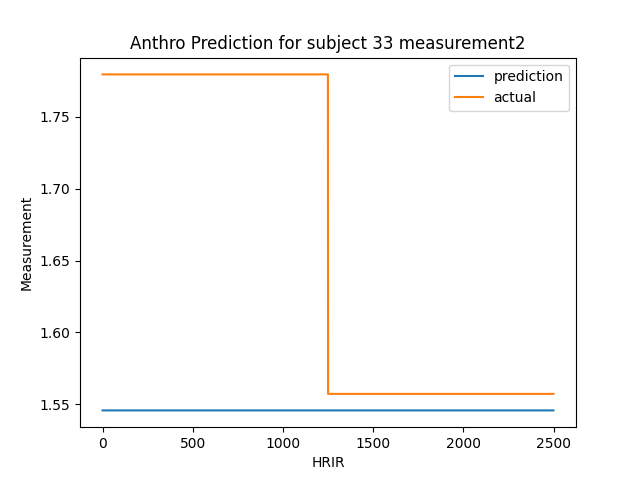 Anthro Prediction for subject 33 measurement2
prediction
actual
1.75
1.70
1.65
1.60
1.55
Measurement
0
500
1000
1500
2000
2500
HRIR